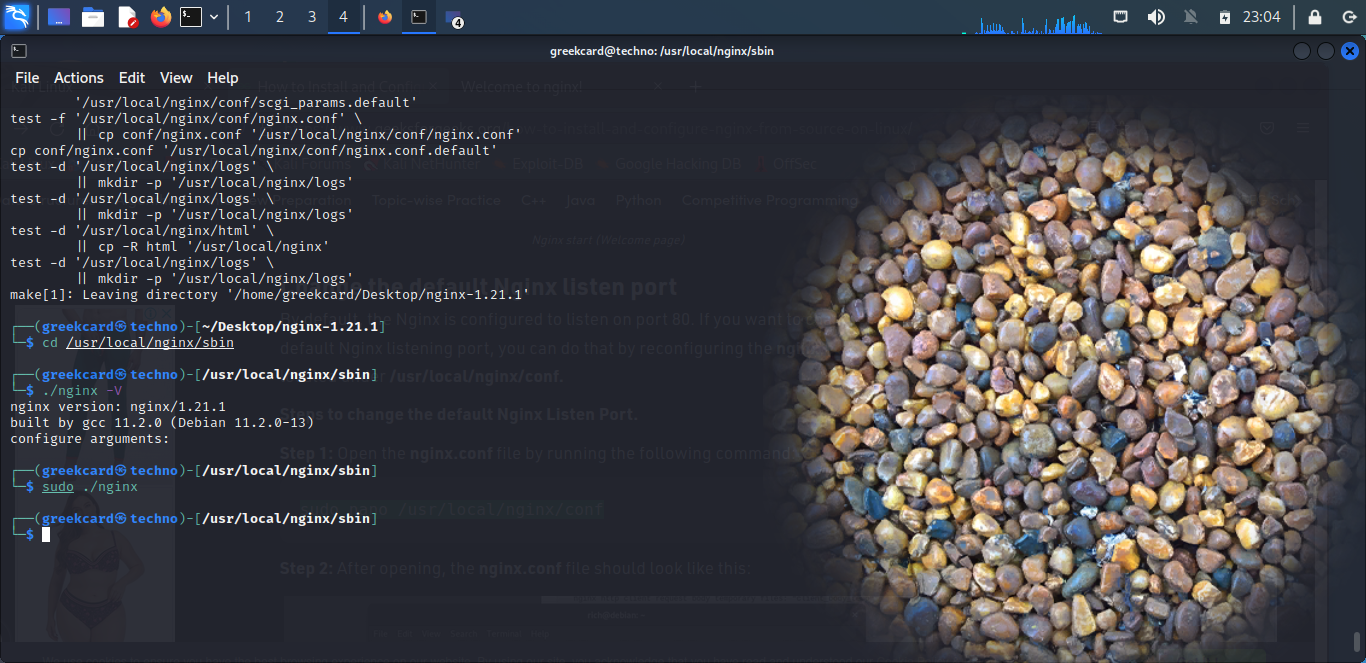 1 2 3 4 4 23:04
greekcard@techno: /usr/local/nginx/sbin
File Actions Edit View Help
How to Install and Conf Welcome to nginx!
'/usr/local/nginx/conf/scgi_params.default'
test -f '/usr/local/nginx/conf/nginx.conf' \
|| cp conf/nginx.conf '/usr/local/nginx/conf/nginx.conf'
cp conf/nginx.conf '/usr/local/nginx/conf/nginx.conf.default'
Kali NetHunter Exploit-DB Google Hacking DB OffSec
test -d '/usr/local/nginx/logs' \
|| mkdir -p '/usr/local/nginx/logs'
test -d '/usr/local/nginx/logs' \
Preparation Topic-wise Practice C++ Java Python Competitive Programming
|| mkdir -p '/usr/local/nginx/logs'
test -d '/usr/local/nginx/html' \
Nginx start (Welcome page)
|| cp -R html '/usr/local/nginx'
test -d '/usr/local/nginx/logs' \
|| mkdir -p '/usr/local/nginx/logs'
the default Nginx listen port
make[1]: Leaving directory '/home/greekcard/Desktop/nginx-1.21.1'
By default, the Nginx is configured to listen on port 80. If you want to
┌──(greekcard㉿techno)-[~/Desktop/nginx-1.21.1]
└─$ cd /usr/local/nginx/sbin
default Nginx listening port, you can do that by reconfiguring the
┌──(greekcard㉿techno)-[/usr/local/nginx/sbin]
/usr/local/nginx/conf.
└─$ ./nginx -V
nginx version: nginx/1.21.1
Steps to change the default Nginx Listen Port.
built by gcc 11.2.0 (Debian 11.2.0-13)
configure arguments:
Step 1: Open the nginx.conf file by running the following command
┌──(greekcard㉿techno)-[/usr/local/nginx/sbin]
└─$ sudo ./nginx
/usr/local/nginx/conf
┌──(greekcard㉿techno)-[/usr/local/nginx/sbin]
└─$
Step 2: After opening, the nginx.conf file should look like this: